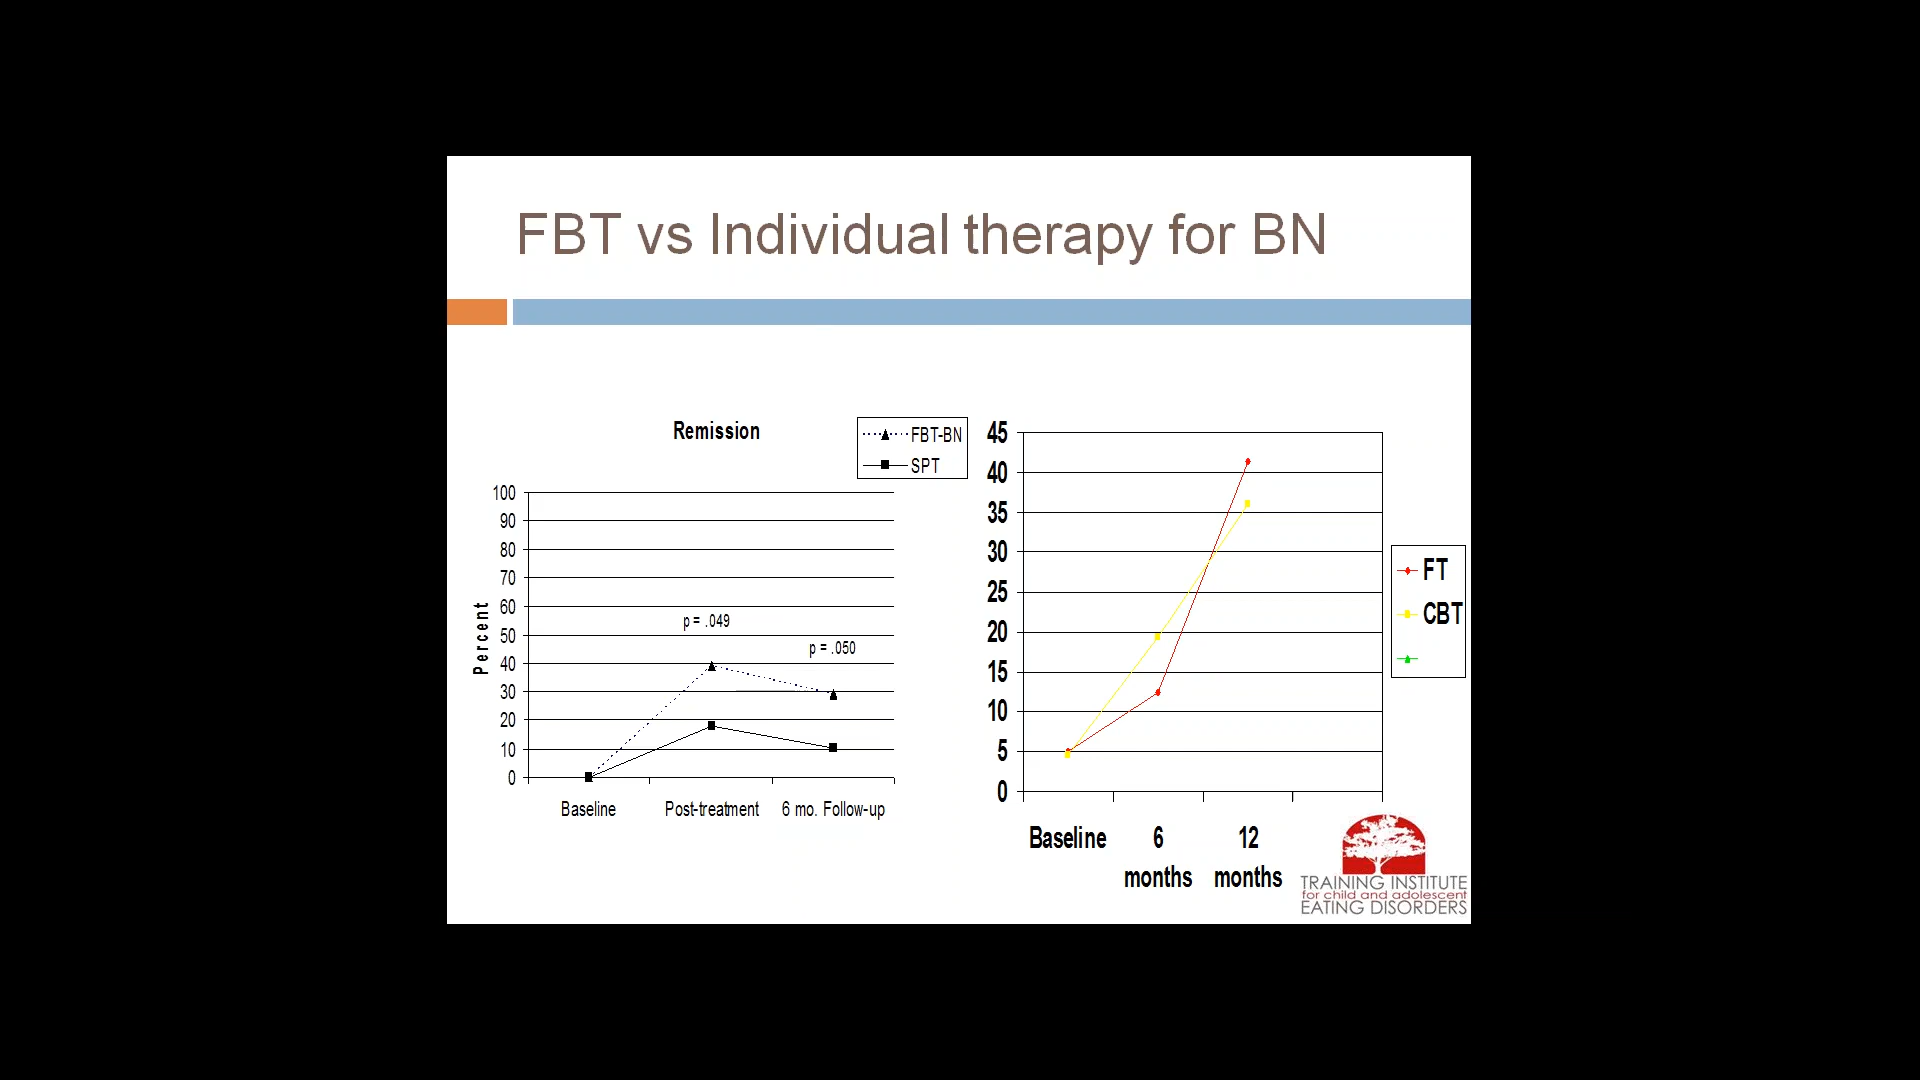 FBT vs Individual therapy for BN
Remission
FBT-BN
SPT
100
90
80
70
60
50
40
30
20
10
0
Percent
p = .049
p = .050
Baseline
Post-treatment
6 mo. Follow-up
45
40
35
30
25
20
15
10
5
0
Baseline
6
months
12
months
FT
CBT
TRAINING INSTITUTE
for child and adolescent
EATING DISORDERS